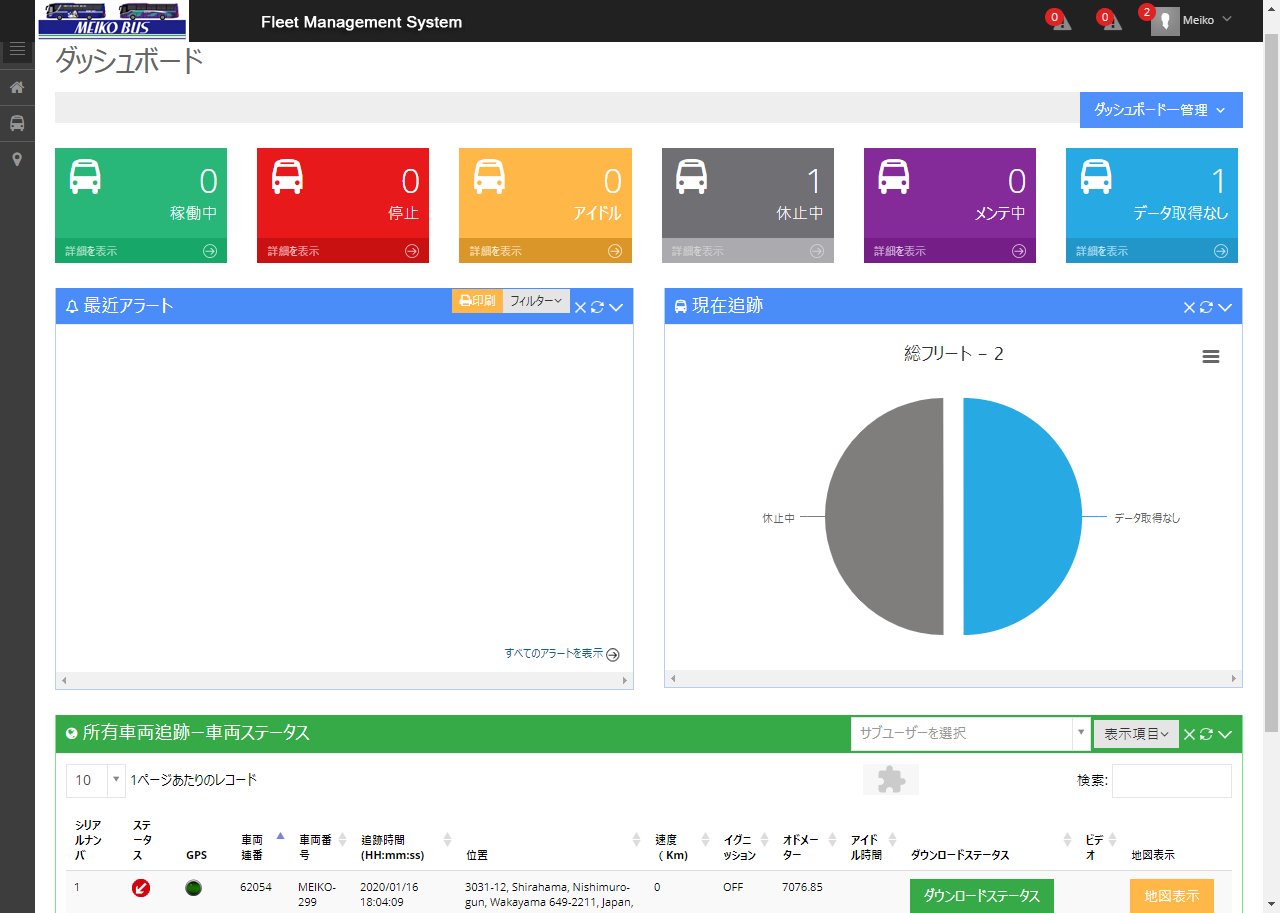 MEIKO BUS
Fleet Management System
0
0
2
Meiko
ダッシュボード
ダッシュボードー管理
0
稼働中
詳細を表示
0
停止
詳細を表示
0
アイドル
詳細を表示
1
休止中
詳細を表示
0
メンテ中
詳細を表示
1
データ取得なし
詳細を表示
最近アラート
印刷
フィルター
現在追跡
総フリート – 2
休止中
データ取得なし
すべてのアラートを表示
所有車両追跡－車両ステータス
サブユーザーを選択
表示項目
10
1ページあたりのレコード
検索:
シリアルナンバ
ステータス
GPS
車両連番
車両番号
追跡時間 (HH:mm:ss)
位置
速度 （Km)
イグニッション
オドメーター
アイドル時間
ダウンロードステータス
ビデオ
地図表示
1
62054
MEIKO-299
2020/01/16 18:04:09
3031-12, Shirahama, Nishimuro-gun, Wakayama 649-2211, Japan,
0
OFF
7076.85
ダウンロードステータス
地図表示